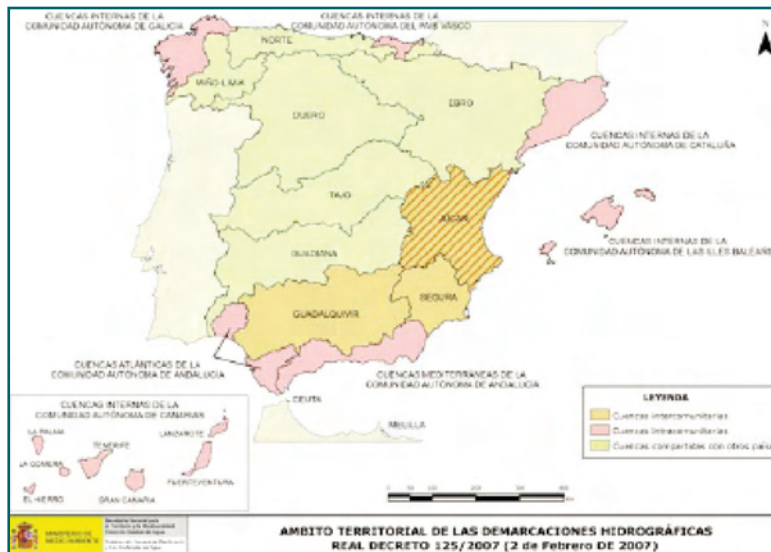 CUENCAS INTERNAS DE LA
COMUNIDAD AUTÓNOMA DE GALICIA
CUENCAS INTERNAS DE LA
COMUNIDAD AUTÓNOMA DEL PAÍS VASCO
N
NORTE
MIÑO-LIMIA
DUERO
EBRO
CUENCAS INTERNAS DE LA
COMUNIDAD AUTÓNOMA DE CATALUÑA
TAJO
JÚCAR
GUADIANA
CUENCAS INTERNAS DE LA
COMUNIDAD AUTÓNOMA DE LAS ILLES BALEARS
SEGURA
GUADALQUIVIR
CUENCAS ATLÁNTICAS DE LA
COMUNIDAD AUTÓNOMA DE ANDALUCÍA
CUENCAS MEDITERRÁNEAS DE LA
COMUNIDAD AUTÓNOMA DE ANDALUCÍA
CEUTA
MELILLA
CUENCAS INTERNAS DE LA
COMUNIDAD AUTÓNOMA DE CANARIAS
LA PALMA
TENERIFE
LANZAROTE
LA GOMERA
FUERTEVENTURA
EL HIERRO
GRAN CANARIA
LEYENDA
Cuencas intercomunitarias
Cuencas intracomunitarias
Cuencas compartidas con otros países
MINISTERIO DE
MEDIO AMBIENTE
AMBITO TERRITORIAL DE LAS DEMARCACIONES HIDROGRÁFICAS
REAL DECRETO 125/2007 (2 de Febrero DE 2007)